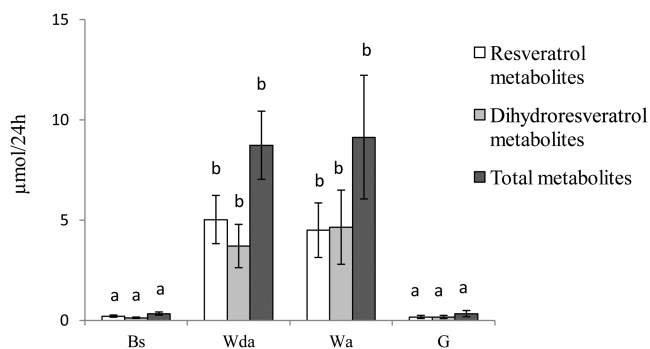 15
10
5
0
μmol/24h
a a a
b b b
b b b
a a a
Bs Wda Wa G
Resveratrol
metabolites
Dihydroresveratrol
metabolites
Total metabolites